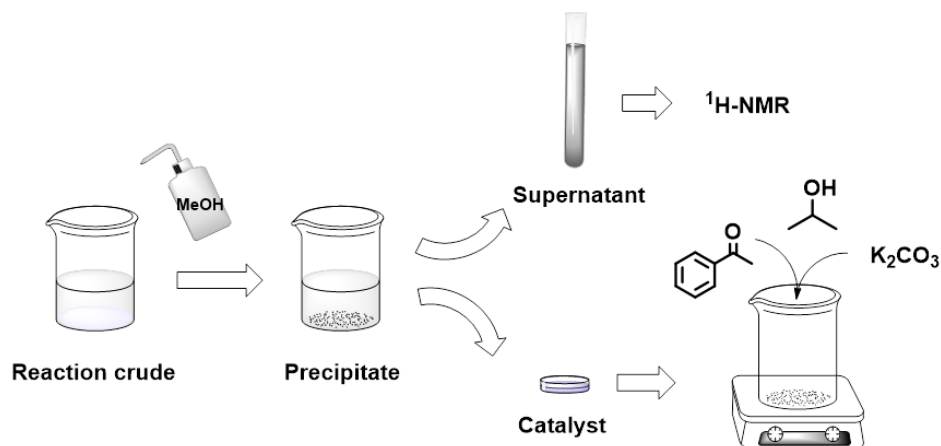 ¹H-NMR
MeOH
Supernatant
OH
O
K₂CO₃
Reaction crude
Precipitate
Catalyst